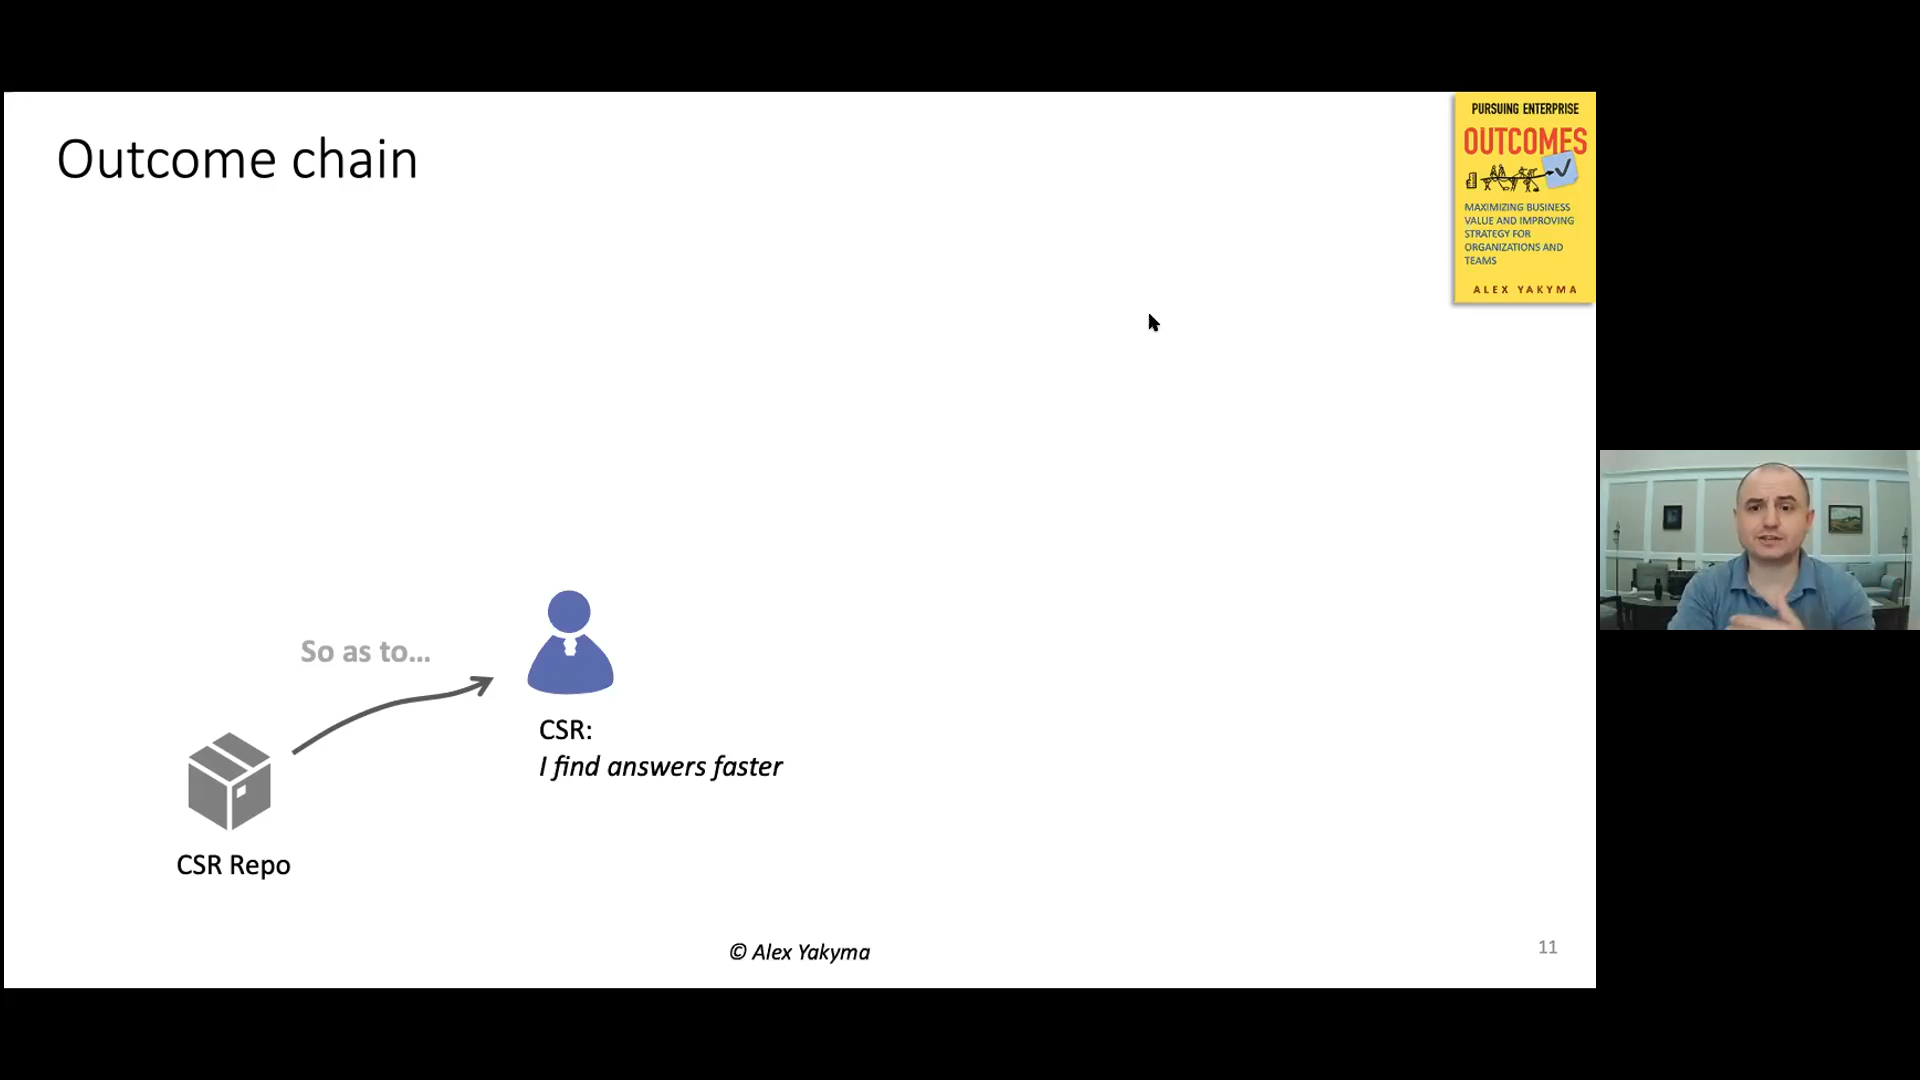 Outcome chain
PURSUING ENTERPRISE
OUTCOMES
MAXIMIZING BUSINESS
VALUE AND IMPROVING
STRATEGY FOR
ORGANIZATIONS AND
TEAMS
ALEX YAKYMA
So as to...
CSR:
I find answers faster
CSR Repo
© Alex Yakyma
11